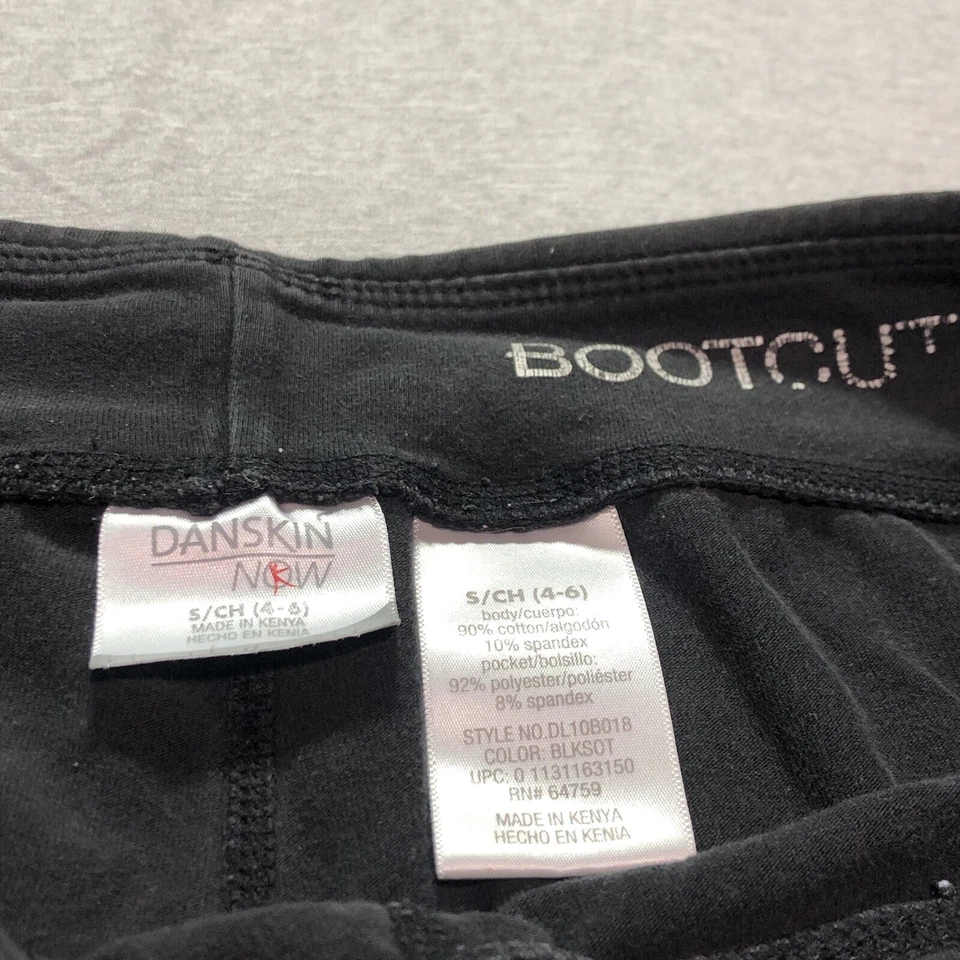 BOOTCUT
DANSKIN
NOW
S/CH (4-6)
MADE IN KENYA
HECHO EN KENIA
S/CH (4-6)
body/cuerpo:
90% cotton/algodón
10% spandex
pocket/bolsillo:
92% polyester/poliéster
8% spandex
STYLE NO.DL10B018
COLOR: BLKSOT
UPC: 0 1131163150
RN# 64759
MADE IN KENYA
HECHO EN KENIA